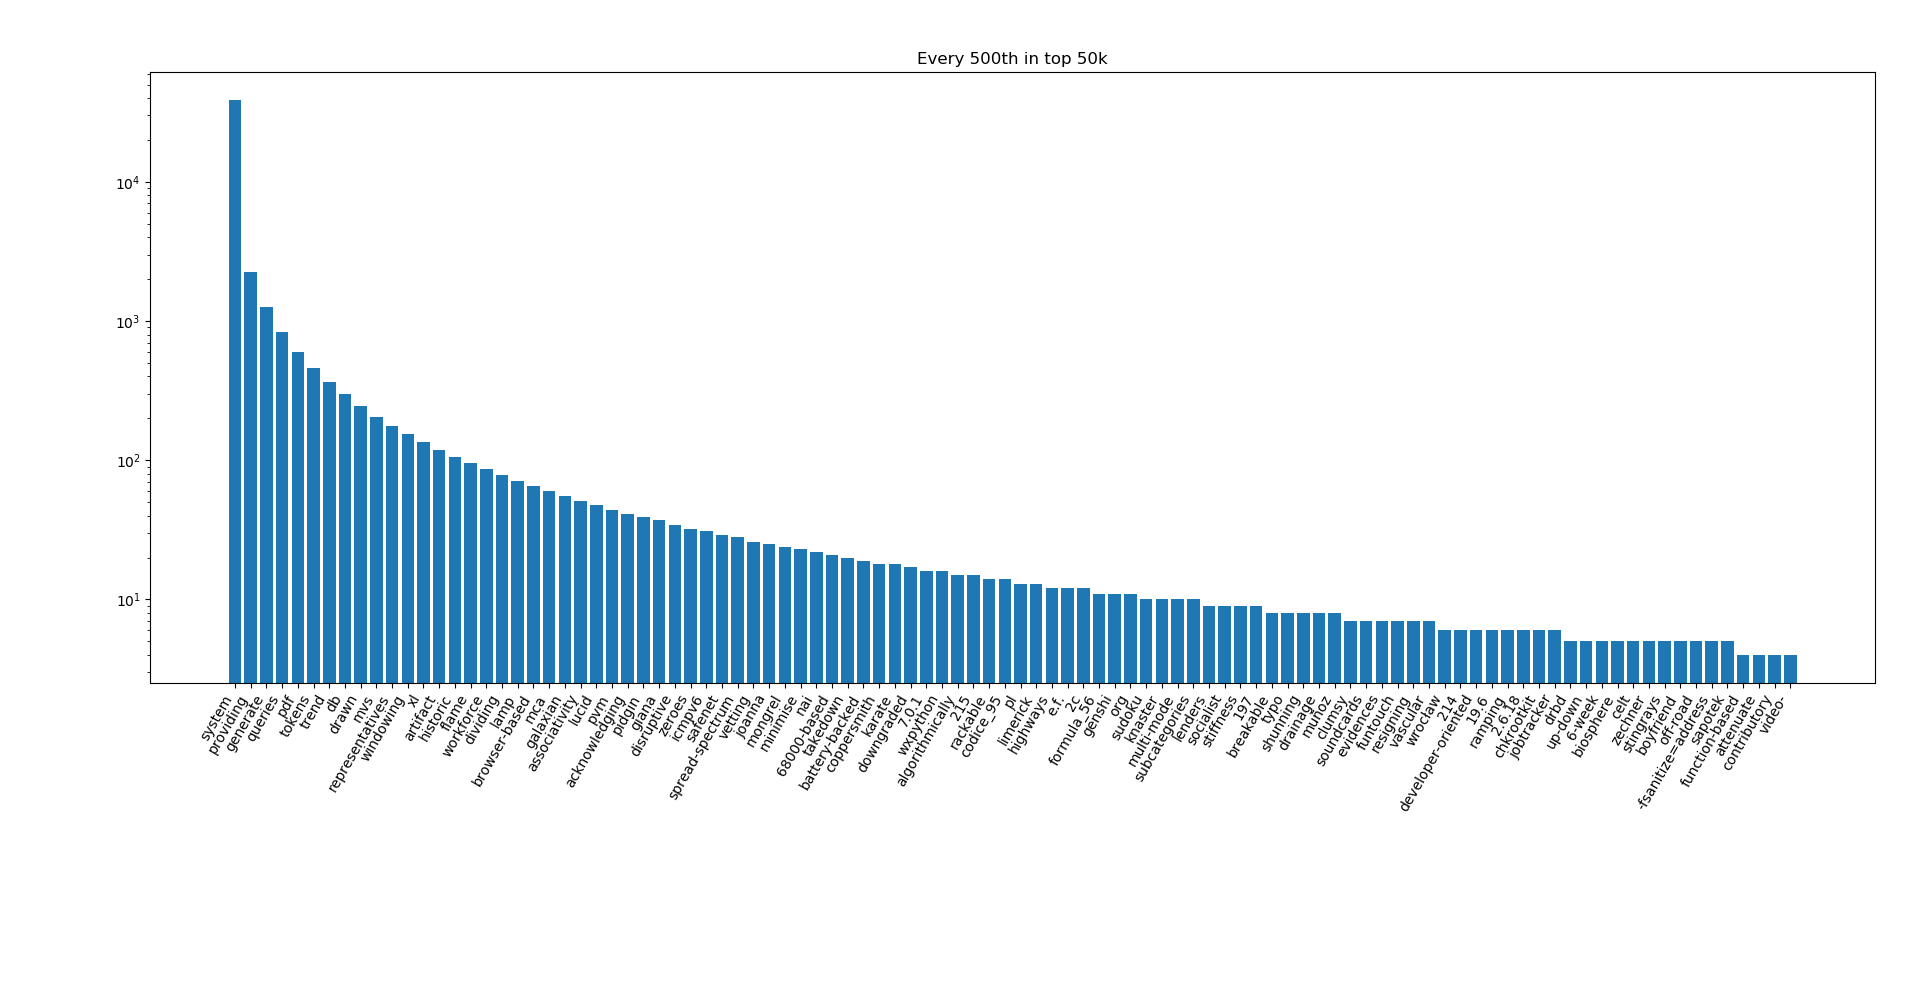 Every 500th in top 50k
10^4
10^3
10^2
10^1
system
providing
generate
queries
pdf
tokens
trend
db
drawn
mvs
representatives
windowing
xl
artifact
historic
flame
workforce
dividing
lamp
browser-based
mca
galaxian
associativity
lucid
pvm
acknowledging
pidgin
ghana
disruptive
zeroes
icmpv6
safenet
spread-spectrum
vetting
joanna
mongrel
minimise
nai
68000-based
takedown
battery-backed
coppersmith
karate
downgraded
7.0.1
wxpython
algorithmically
2.15
rackable
codice_95
pl
limerick
highways
e.f.
2c
formula_56
genshi
org
sudoku
knaster
multi-mode
subcategories
lenders
socialist
stiffness
197
breakable
typo
shunning
drainage
muñoz
clumsy
soundcards
evidences
funtouch
resigning
vascular
wrocław
214
developer-oriented
19.6
ramping
2.6.18
chkrootkit
jobtracker
drbd
up-down
6-week
biosphere
celt
zechner
stingrays
boyfriend
off-road
-fsanitize=address
sapotek
function-based
attenuate
contributory
video-